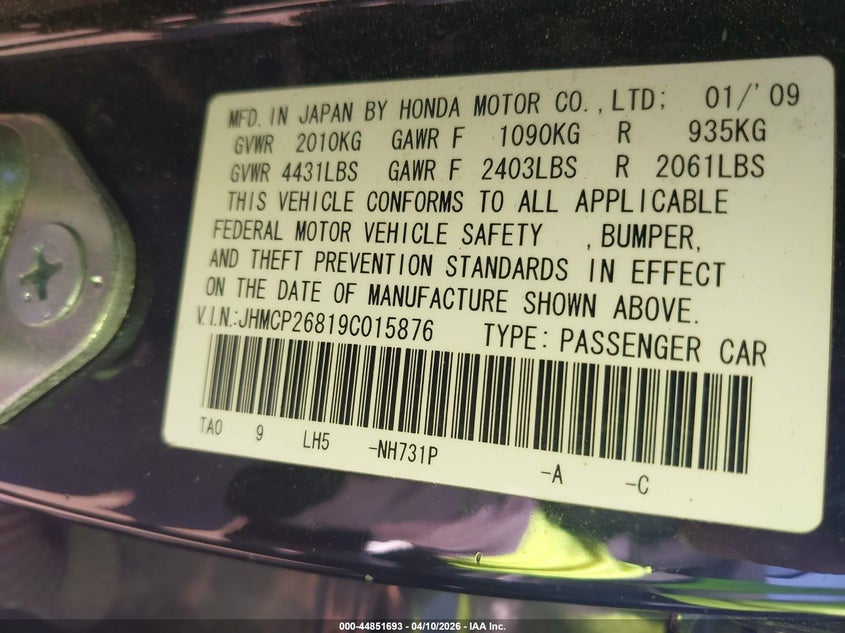 MFD. IN JAPAN BY HONDA MOTOR CO.,LTD; 01/'09
GVWR 2010KG GAWR F 1090KG R 935KG
GVWR 4431LBS GAWR F 2403LBS R 2061LBS
THIS VEHICLE CONFORMS TO ALL APPLICABLE
FEDERAL MOTOR VEHICLE SAFETY ,BUMPER,
AND THEFT PREVENTION STANDARDS IN EFFECT
ON THE DATE OF MANUFACTURE SHOWN ABOVE.
V.I.N.:JHMCP26819C015876 TYPE: PASSENGER CAR
TA0 9 LH5 -NH731P -A -C
000-44851693 - 04/10/2026 - IAA Inc.